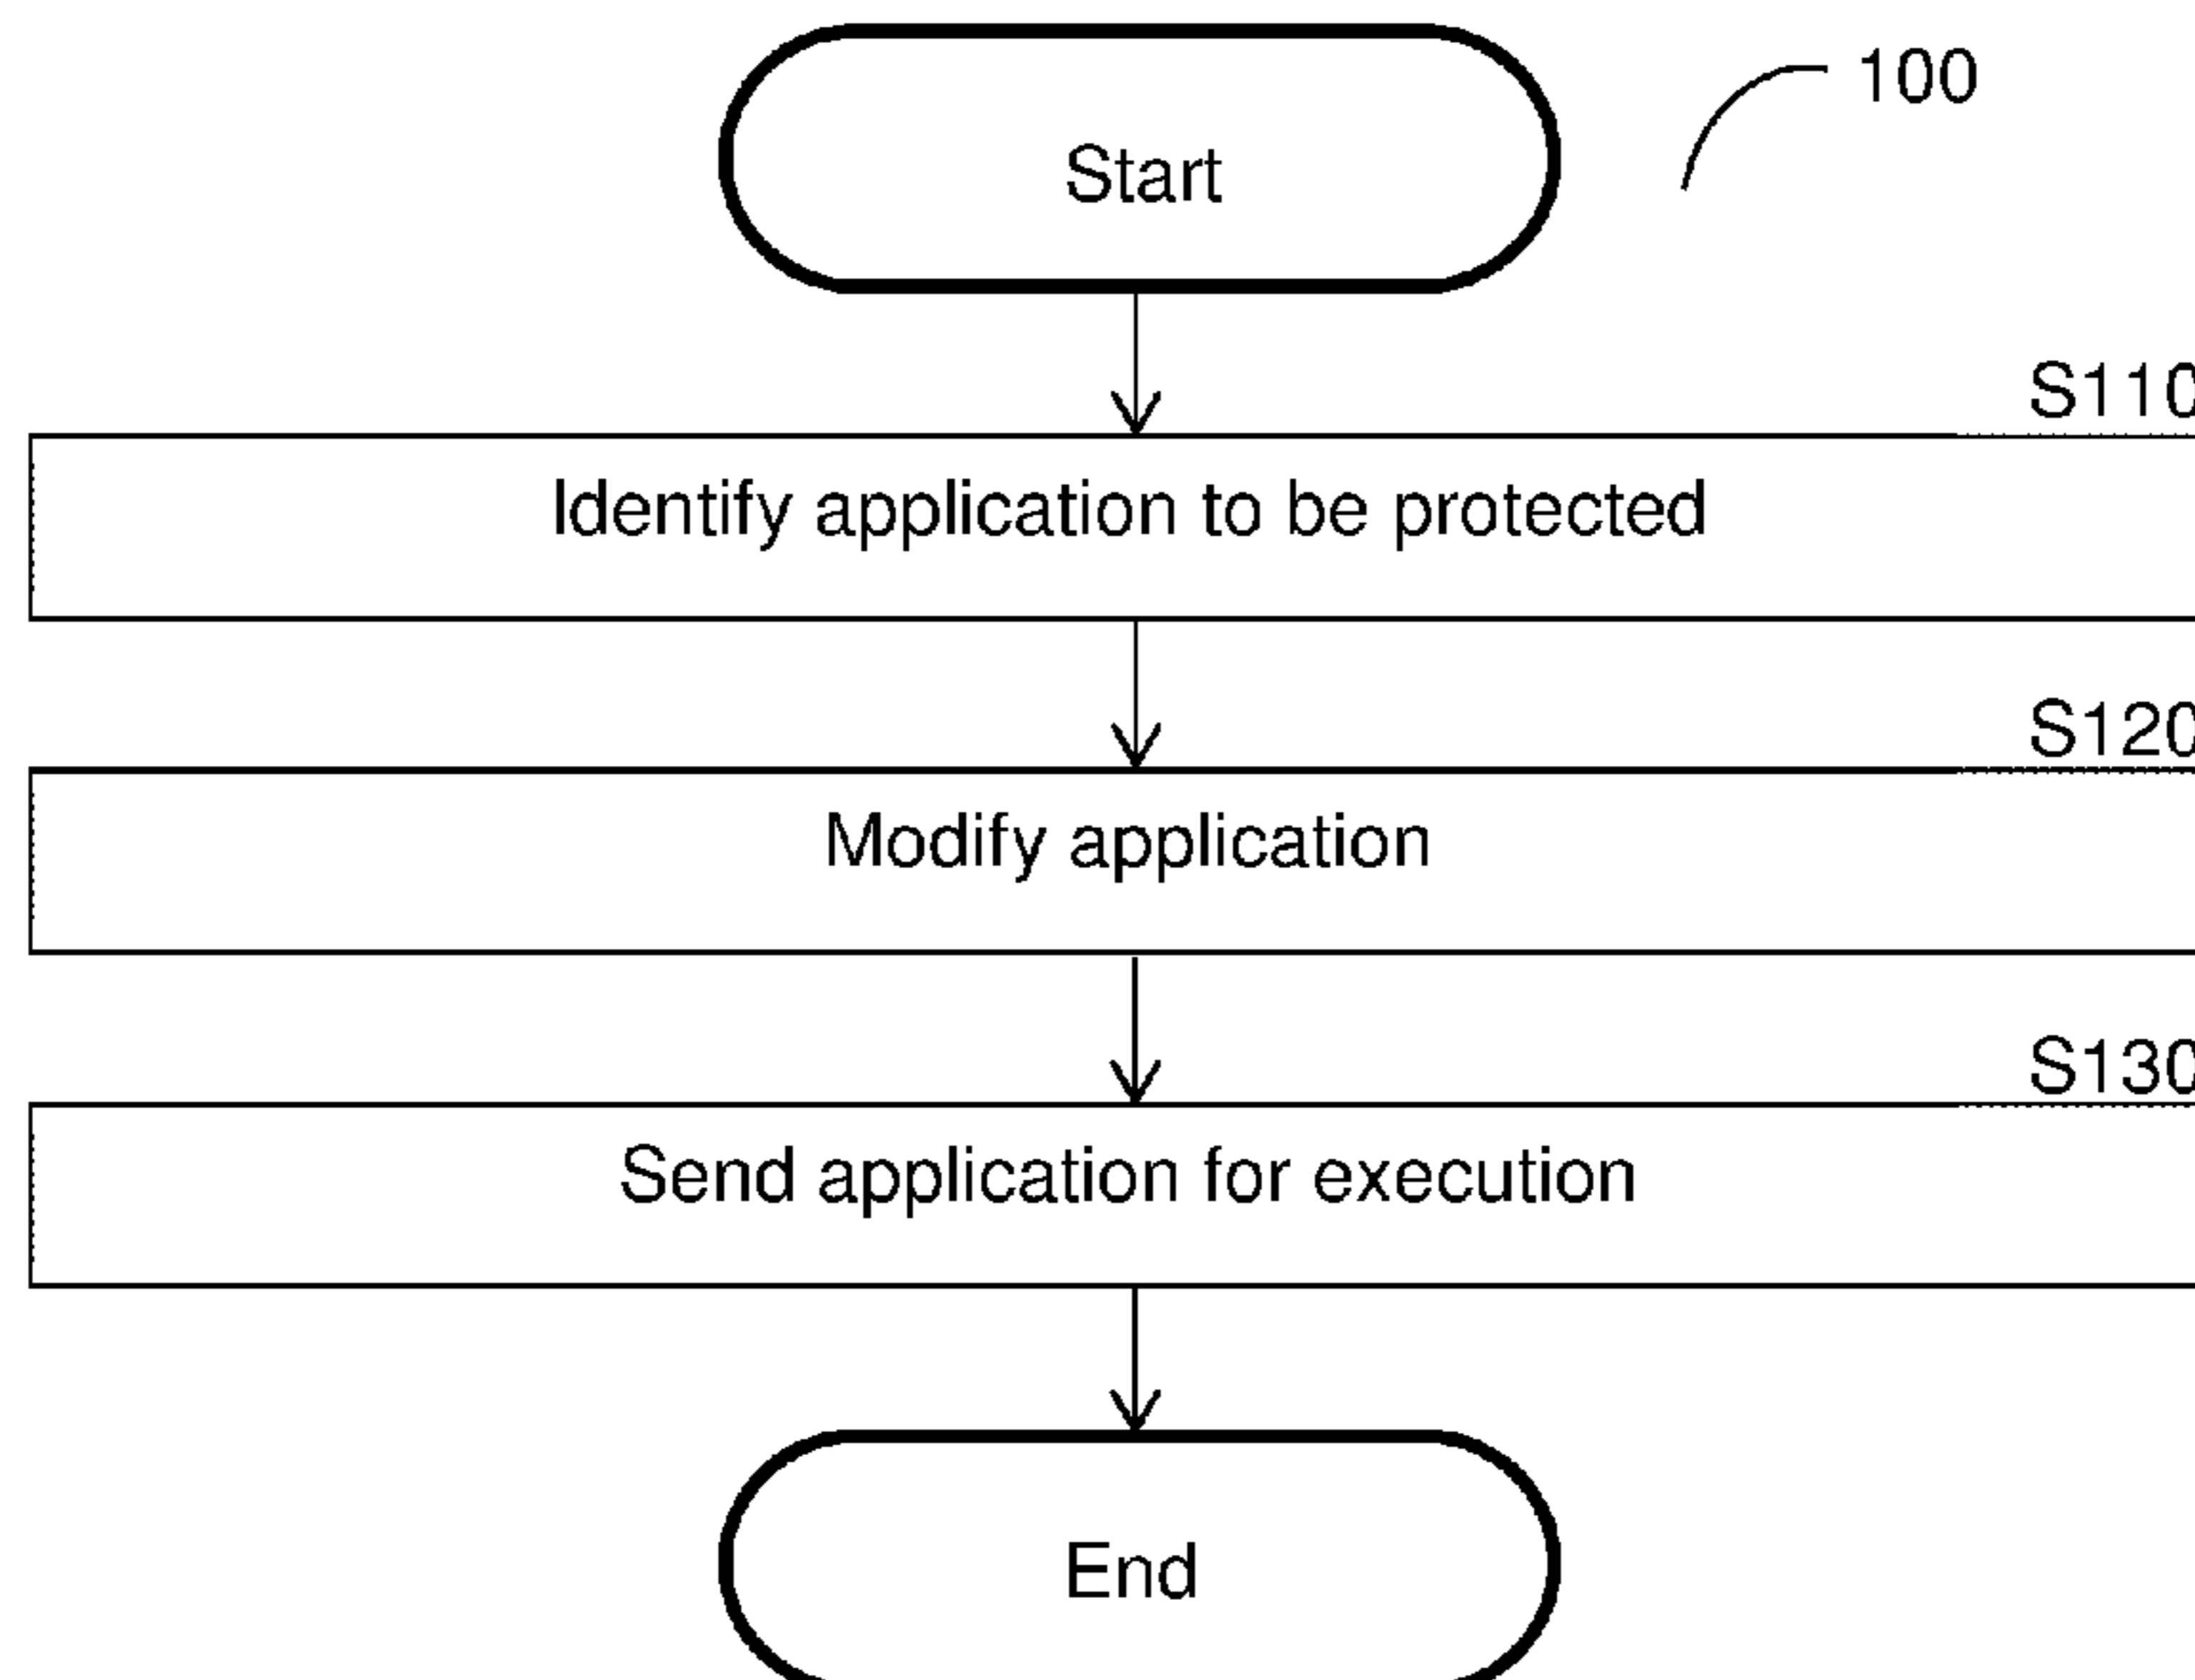 Start
100
S110
Identify application to be protected
S120
Modify application
S130
Send application for execution
End